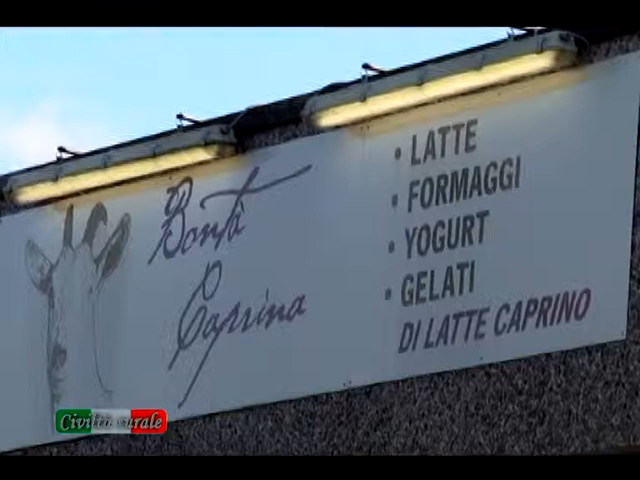 Bontà
Caprina
• LATTE
• FORMAGGI
• YOGURT
• GELATI
DI LATTE CAPRINO
Civiltà rurale